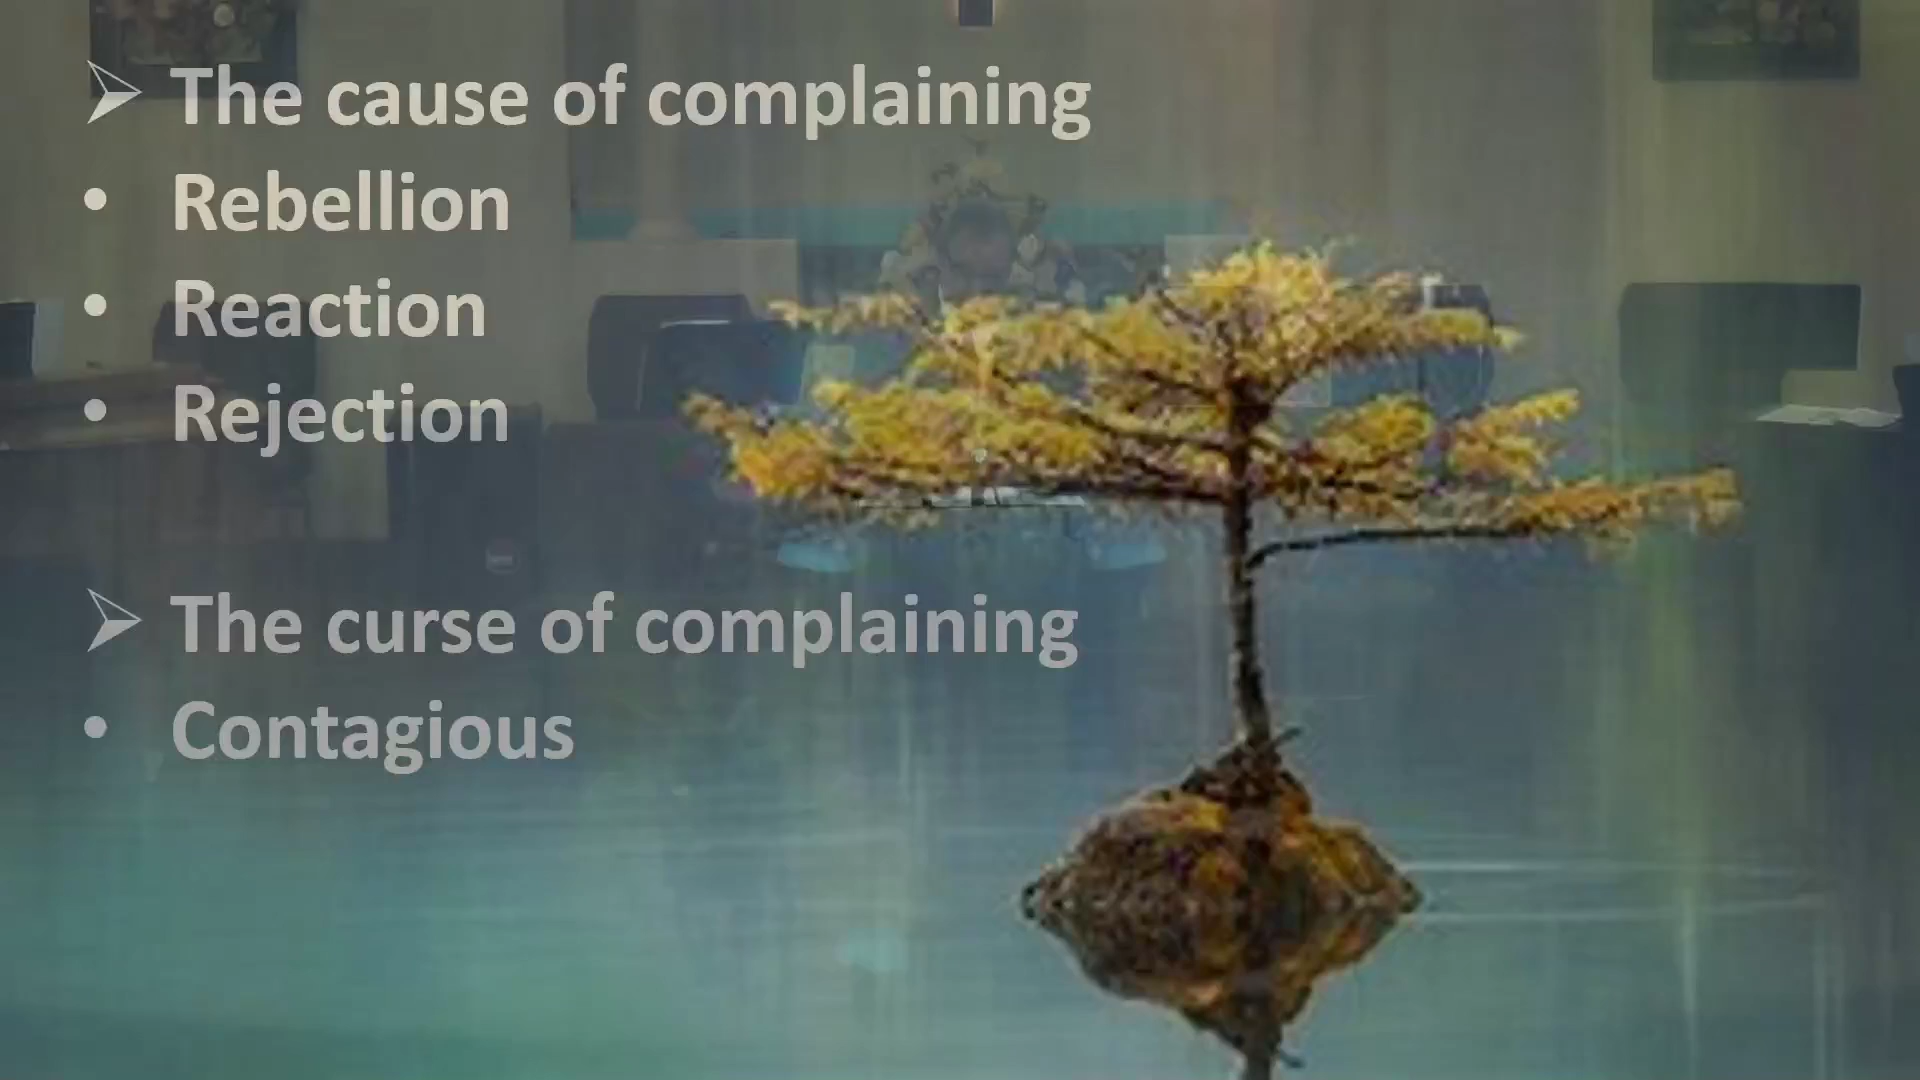 ➢ The cause of complaining
• Rebellion
• Reaction
• Rejection
➢ The curse of complaining
• Contagious